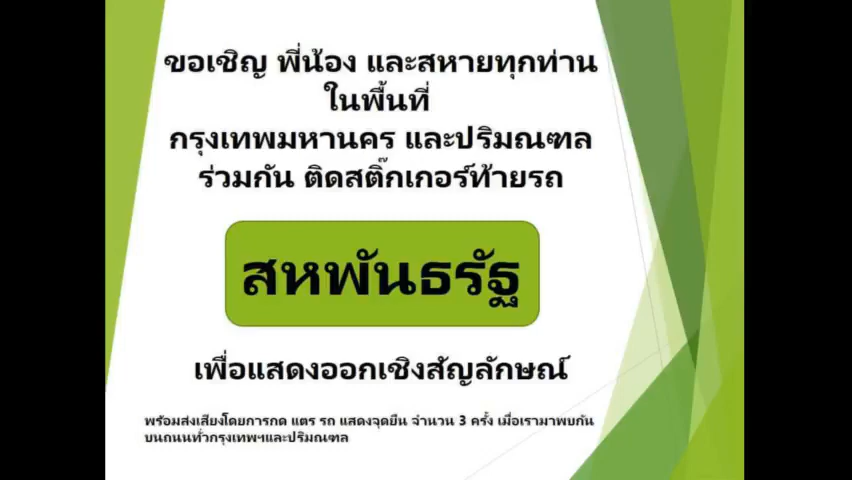 ขอเชิญ พี่น้อง และสหายทุกท่าน
ในพื้นที่
กรุงเทพมหานคร และปริมณฑล
ร่วมกัน ติดสติ๊กเกอร์ท้ายรถ
สหพันธรัฐ
เพื่อแสดงออกเชิงสัญลักษณ์
พร้อมส่งเสียงโดยการกด แตร รถ แสดงจุดยืน จำนวน 3 ครั้ง เมื่อเรามาพบกัน
บนถนนทั่วกรุงเทพฯและปริมณฑล